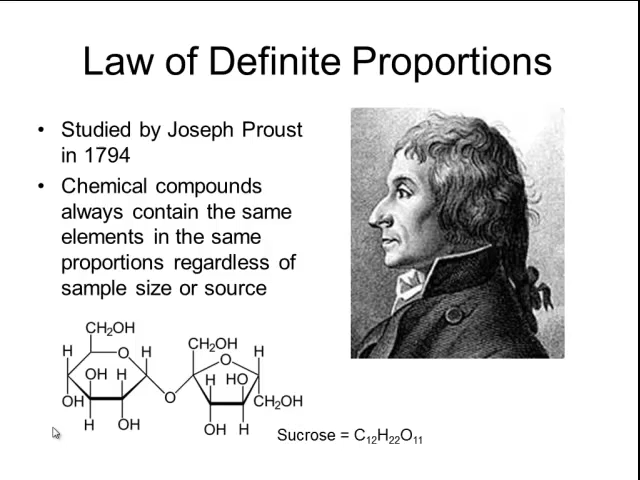 Law of Definite Proportions
• Studied by Joseph Proust
in 1794
• Chemical compounds
always contain the same
elements in the same
proportions regardless of
sample size or source
CH₂OH
CH₂OH
H
O
H
O
H
OH H
H HO
OH
O
CH₂OH
H
OH
OH H
Sucrose = C₁₂H₂₂O₁₁